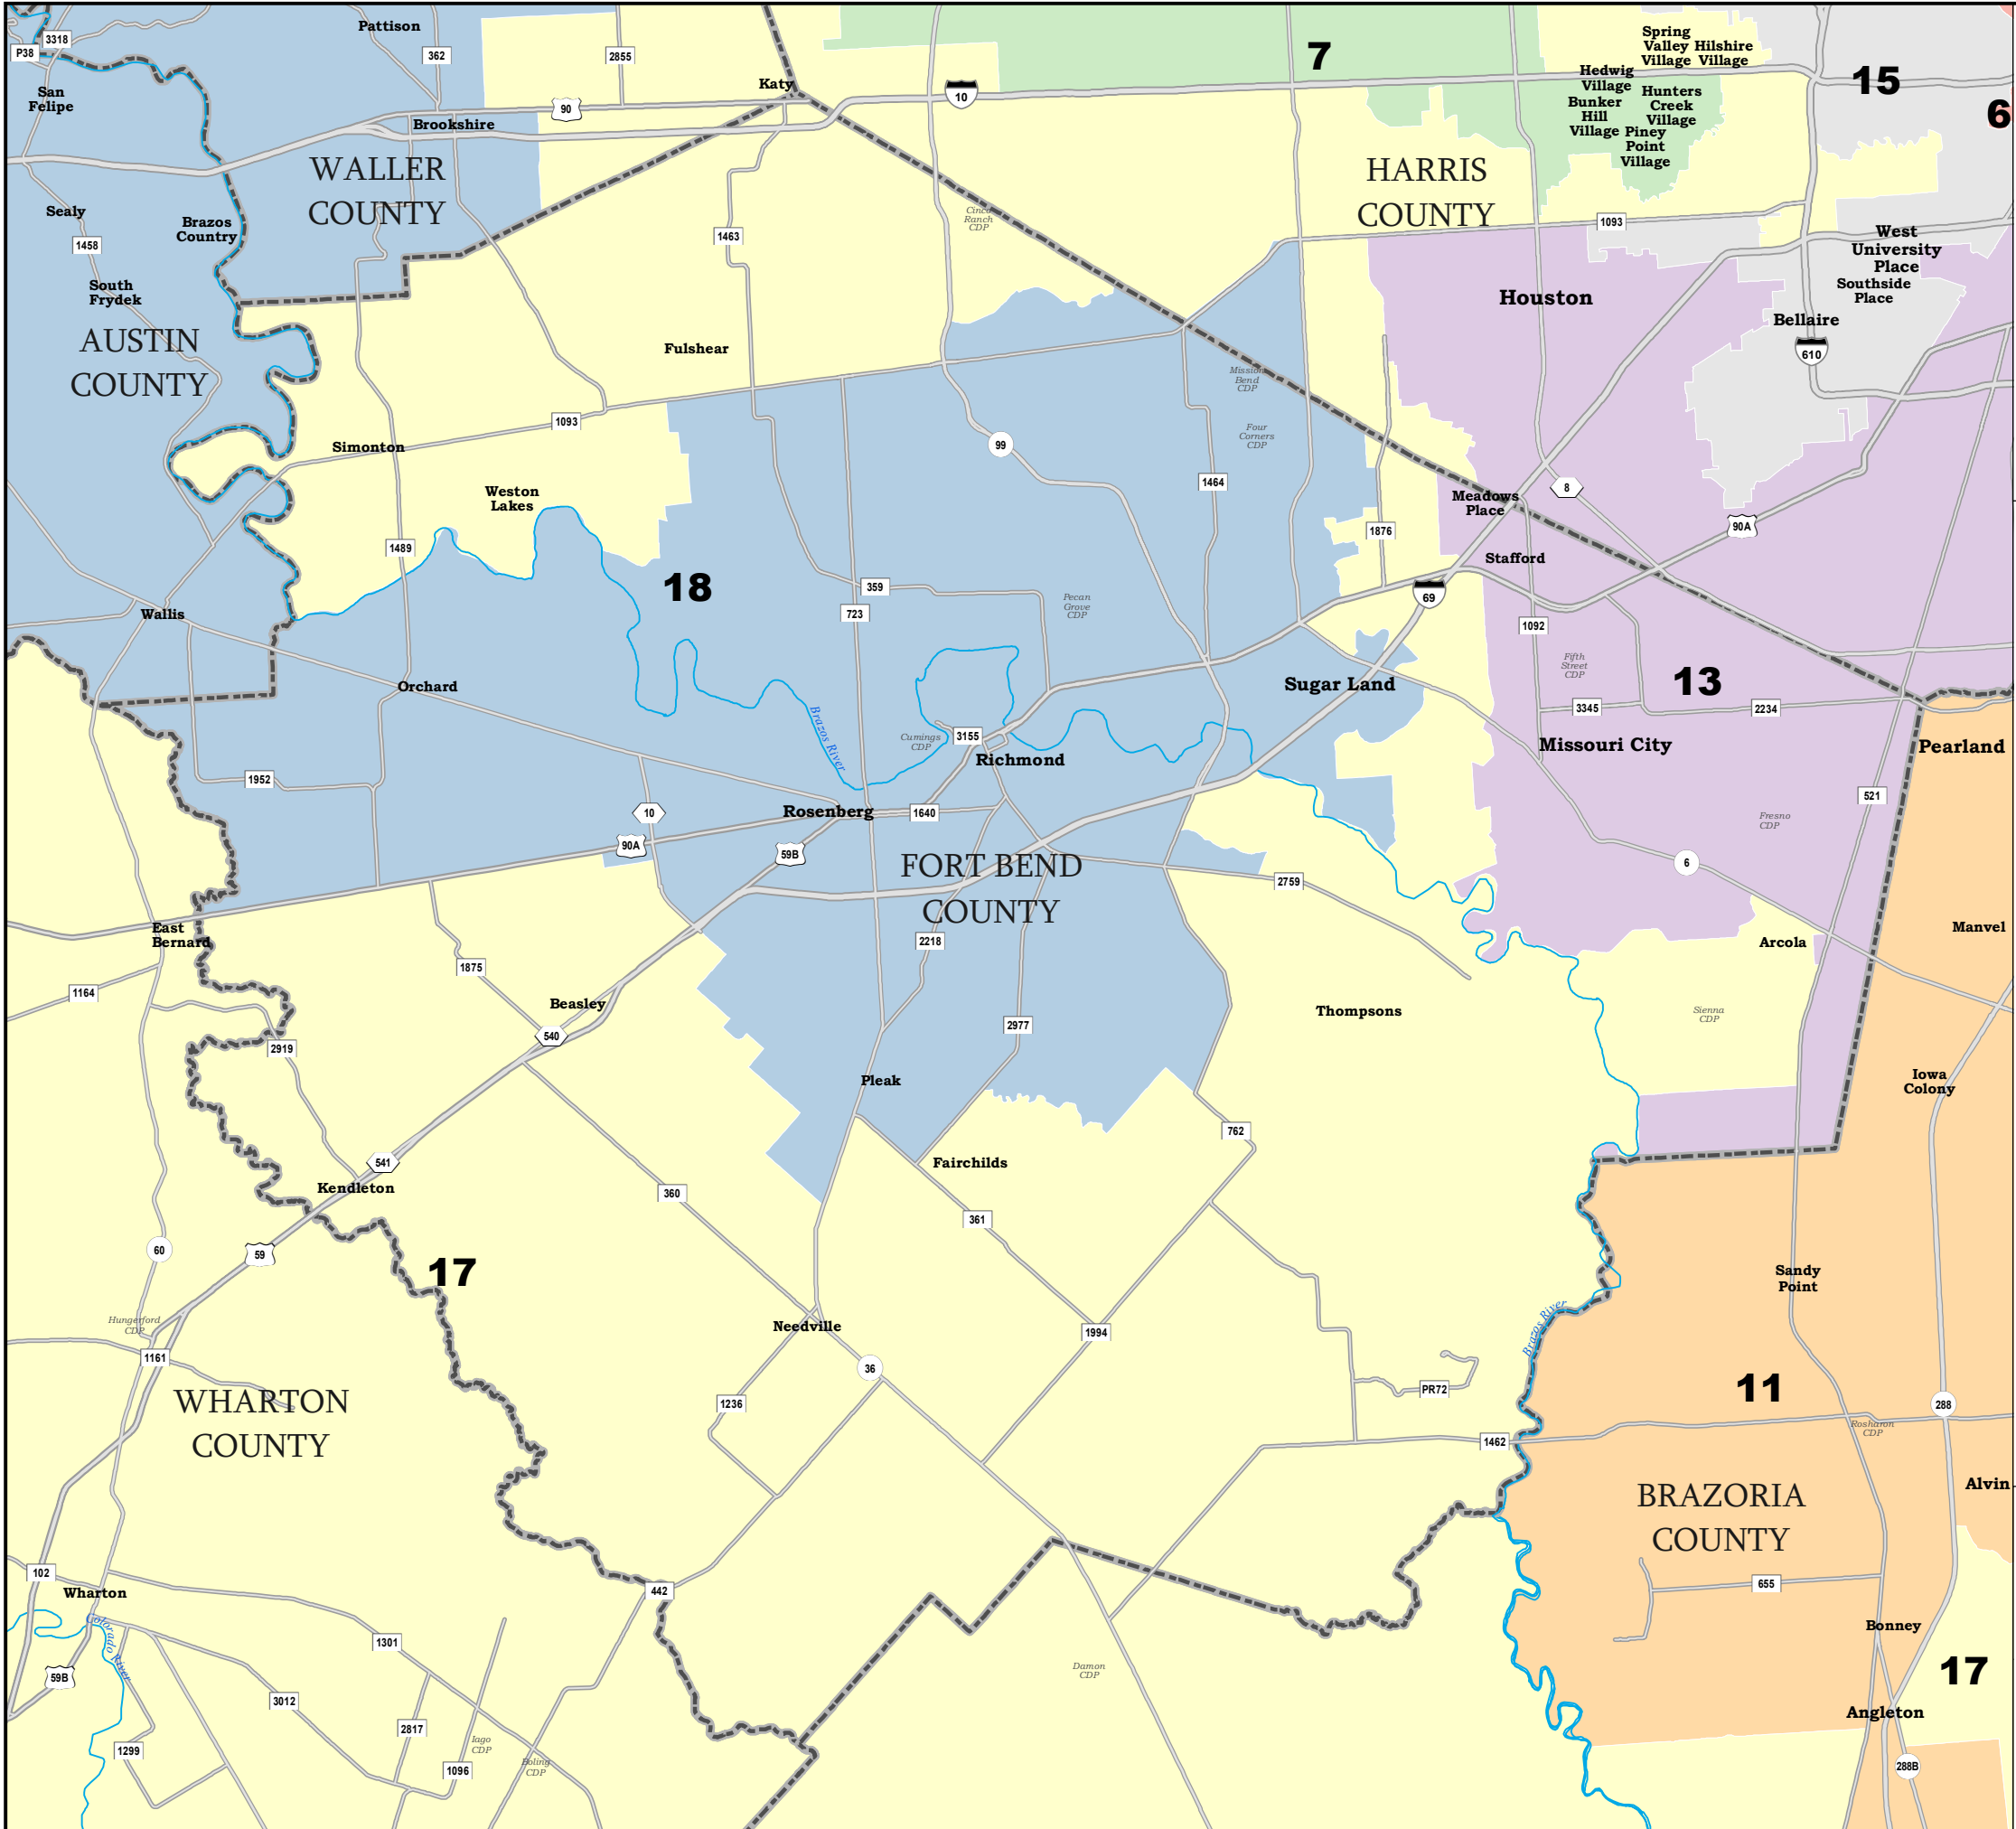 Pattison
3318
P38
362
2855
San
Felipe
Katy
90
10
Brookshire
7
Spring
Valley Hilshire
Village Village
Hedwig
Village
Hunters
Creek
Village
Bunker
Hill
Village
Piney
Point
Village
15
6
WALLER
COUNTY
HARRIS
COUNTY
Sealy
1458
Brazos
Country
1463
Cinco
Ranch
CDP
1093
West
University
Place
Southside
Place
South
Frydek
Houston
Bellaire
610
AUSTIN
COUNTY
Fulshear
Mission
Bend
CDP
1093
Simonton
99
Four
Corners
CDP
1464
Weston
Lakes
Meadows
Place
8
90A
1876
1489
Stafford
18
359
723
Pecan
Grove
CDP
69
1092
Wallis
Fifth
Street
CDP
13
Orchard
Sugar Land
3345
2234
Brazos River
Cumings
CDP
3155
Richmond
Missouri City
Pearland
1952
10
Rosenberg
1640
521
Fresno
CDP
90A
59B
FORT BEND
COUNTY
6
2759
East
Bernard
2218
Arcola
Manvel
1875
1164
Beasley
Thompsons
Sienna
CDP
540
2977
2919
Pleak
Iowa
Colony
762
541
Fairchilds
Kendleton
360
361
60
59
17
Sandy
Point
Hungerford
CDP
Needville
1994
Brazos River
1161
36
11
PR72
WHARTON
COUNTY
1236
288
Rosharon
CDP
1462
Alvin
BRAZORIA
COUNTY
102
Wharton
442
655
Colorado River
1301
Bonney
59B
Damon
CDP
17
3012
2817
Angleton
1299
Iago
CDP
1096
Boling
CDP
288B